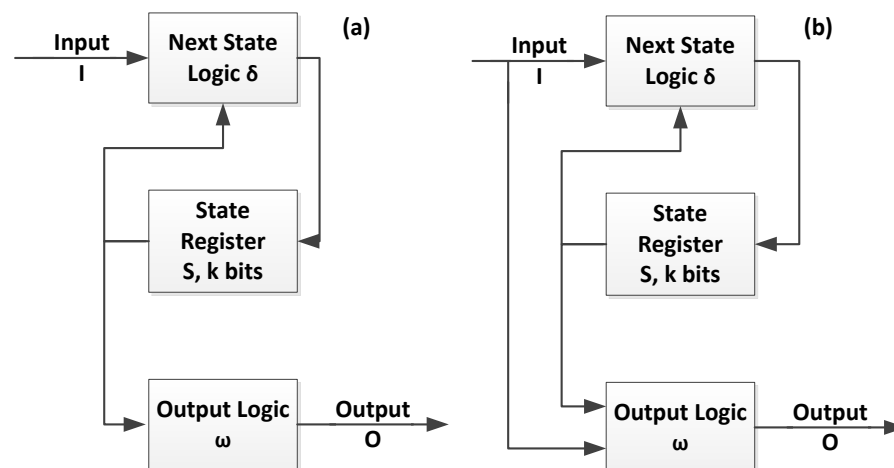 (a)
Input
I
Next State
Logic δ
State
Register
S, k bits
Output Logic
ω
Output
O
(b)
Input
I
Next State
Logic δ
State
Register
S, k bits
Output Logic
ω
Output
O